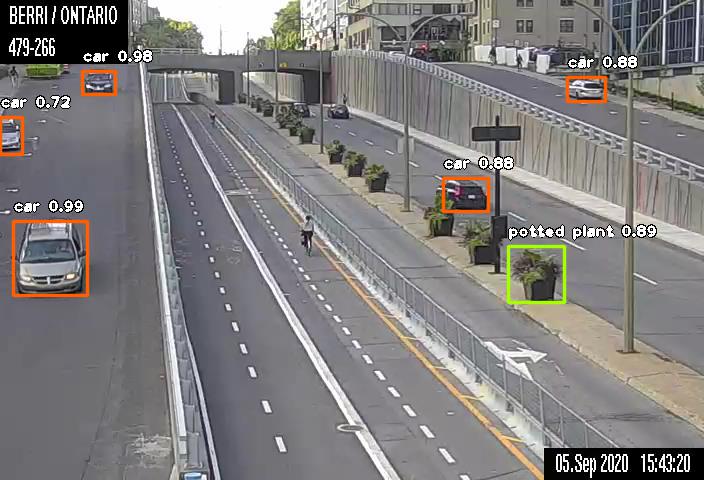 BERRI / ONTARIO
479-266
car 0.98
car 0.88
car 0.72
car 0.88
car 0.99
potted plant 0.89
05.Sep 2020 15:43:20